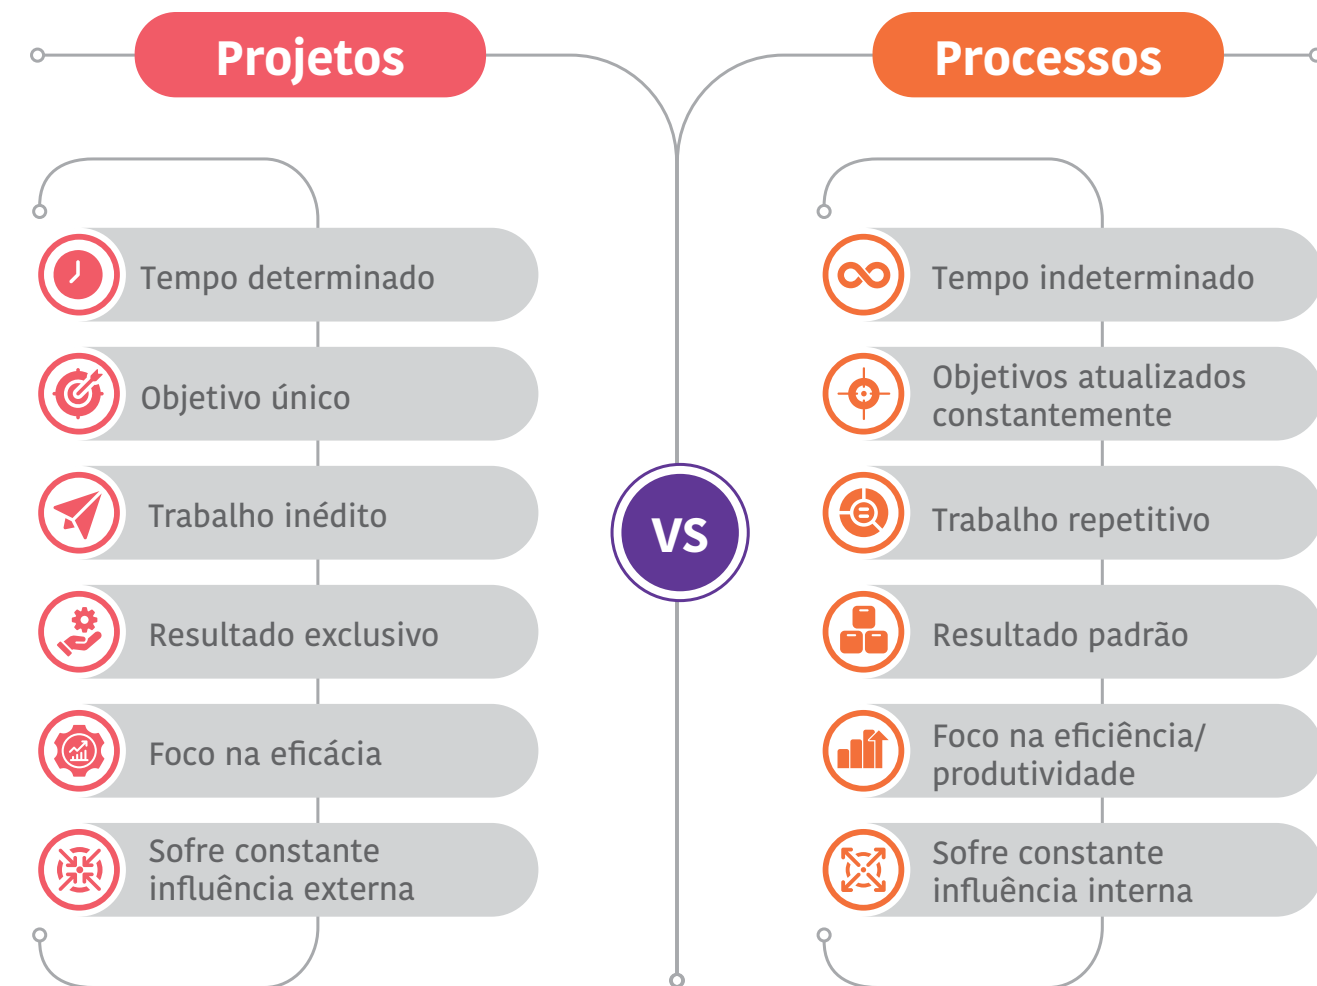 Projetos
Tempo determinado
Objetivo único
Trabalho inédito
Resultado exclusivo
Foco na eficácia
Sofre constante
influência externa
VS
Processos
Tempo indeterminado
Objetivos atualizados
constantemente
Trabalho repetitivo
Resultado padrão
Foco na eficiência/
produtividade
Sofre constante
influência interna